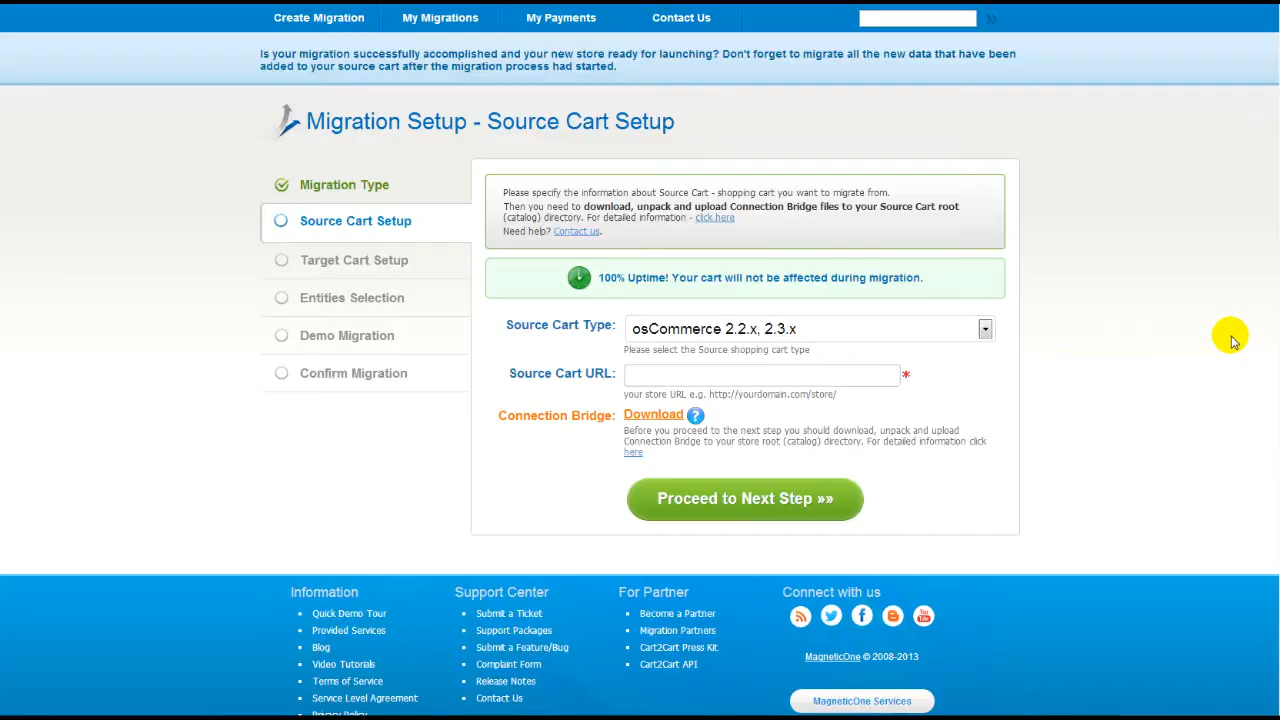 Create Migration My Migrations My Payments Contact Us »
Is your migration successfully accomplished and your new store ready for launching? Don't forget to migrate all the new data that have been
added to your source cart after the migration process had started.
Migration Setup - Source Cart Setup
Migration Type
Source Cart Setup
Target Cart Setup
Entities Selection
Demo Migration
Confirm Migration
Please specify the information about Source Cart - shopping cart you want to migrate from.
Then you need to download, unpack and upload Connection Bridge files to your Source Cart root
(catalog) directory. For detailed information - click here
Need help? Contact us.
100% Uptime! Your cart will not be affected during migration.
Source Cart Type: osCommerce 2.2.x, 2.3.x
Please select the Source shopping cart type
Source Cart URL: *
your store URL e.g. http://yourdomain.com/store/
Connection Bridge: Download ?
Before you proceed to the next step you should download, unpack and upload
Connection Bridge to your store root (catalog) directory. For detailed information click
here
Proceed to Next Step »»
Information
Quick Demo Tour
Provided Services
Blog
Video Tutorials
Terms of Service
Service Level Agreement
Privacy Policy
Support Center
Submit a Ticket
Support Packages
Submit a Feature/Bug
Complaint Form
Release Notes
Contact Us
For Partner
Become a Partner
Migration Partners
Cart2Cart Press Kit
Cart2Cart API
Connect with us
You
Tube
MagneticOne © 2008-2013
MagneticOne Services